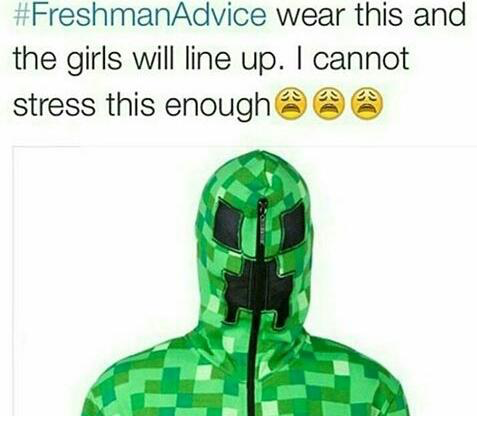 #FreshmanAdvice wear this and
the girls will line up. I cannot
stress this enough😩😩😩